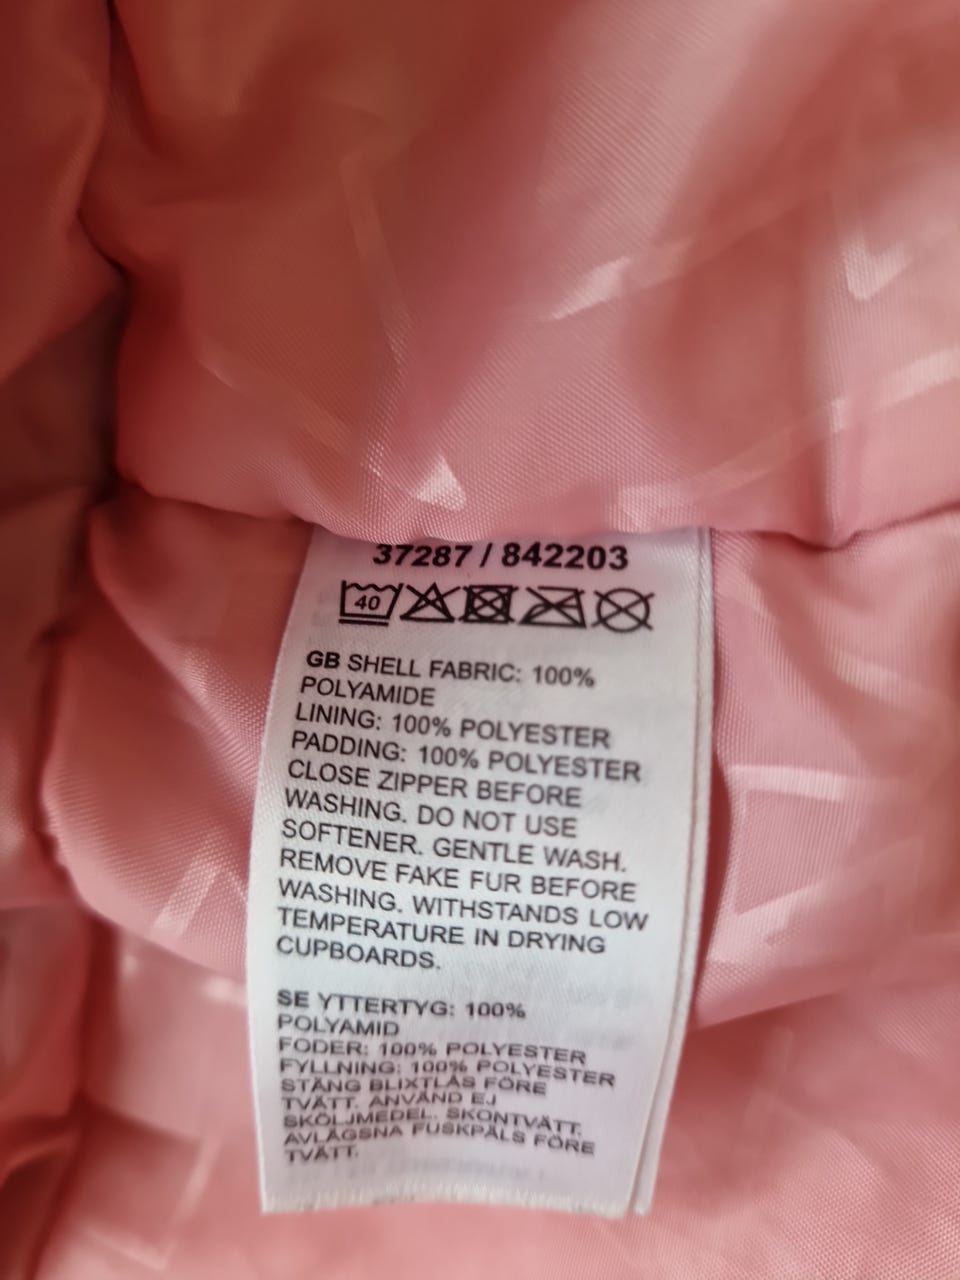 37287 / 842203
40
GB SHELL FABRIC: 100%
POLYAMIDE
LINING: 100% POLYESTER
PADDING: 100% POLYESTER
CLOSE ZIPPER BEFORE
WASHING. DO NOT USE
SOFTENER. GENTLE WASH.
REMOVE FAKE FUR BEFORE
WASHING. WITHSTANDS LOW
TEMPERATURE IN DRYING
CUPBOARDS.
SE YTTERTYG: 100%
POLYAMID
FODER: 100% POLYESTER
FYLLNING: 100% POLYESTER
STÄNG BLIXTLÅS FÖRE
TVÄTT. ANVÄND EJ
SKÖLJMEDEL. SKONTVÄTT.
AVLÄGSNA FUSKPÄLS FÖRE
TVÄTT.